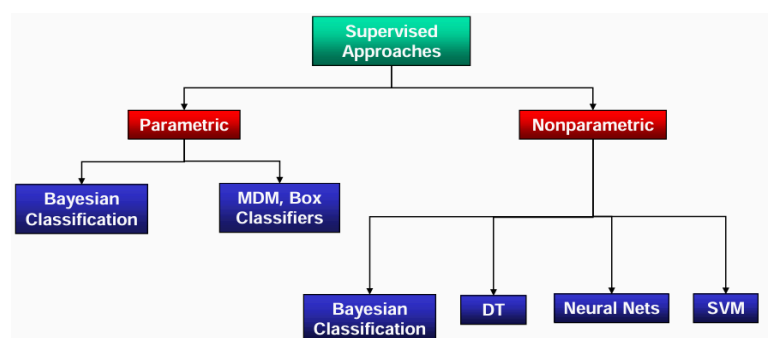 Supervised
Approaches
Parametric
Nonparametric
Bayesian
Classification
MDM, Box
Classifiers
Bayesian
Classification
DT
Neural Nets
SVM